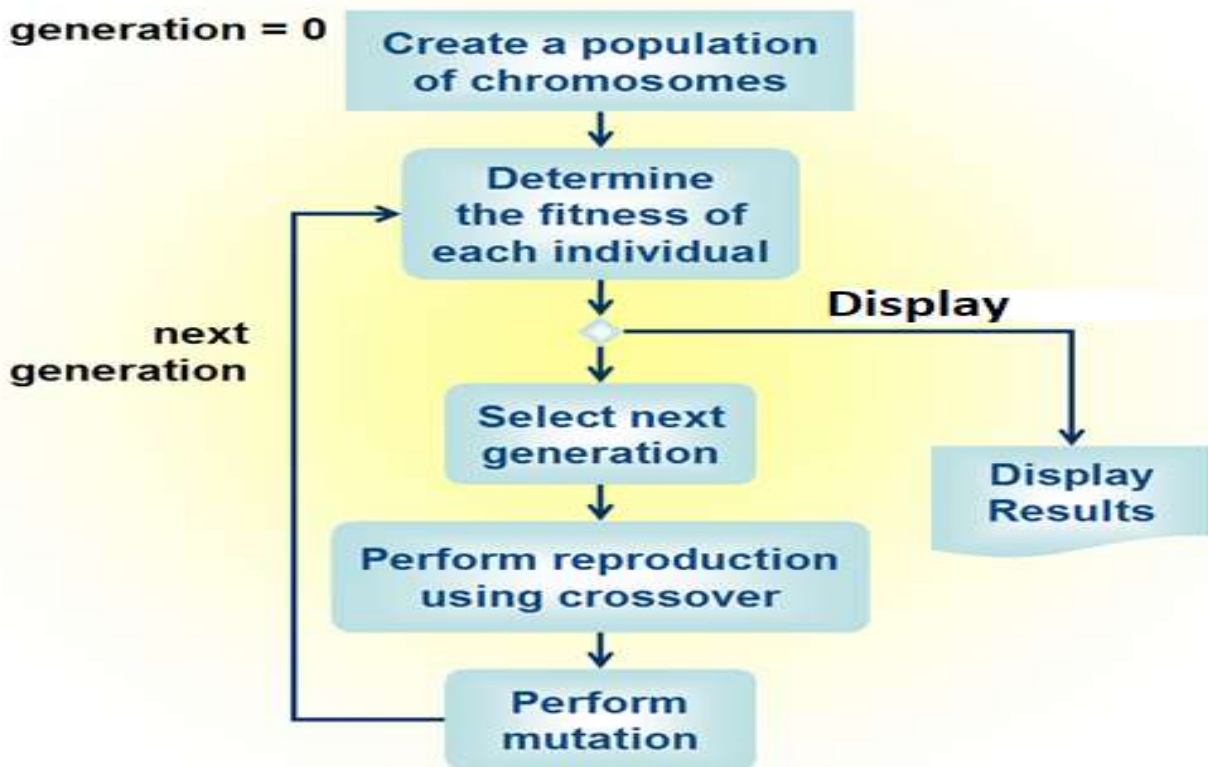 generation = 0
Create a population
of chromosomes
Determine
the fitness of
each individual
Display
next
generation
Select next
generation
Display
Results
Perform reproduction
using crossover
Perform
mutation